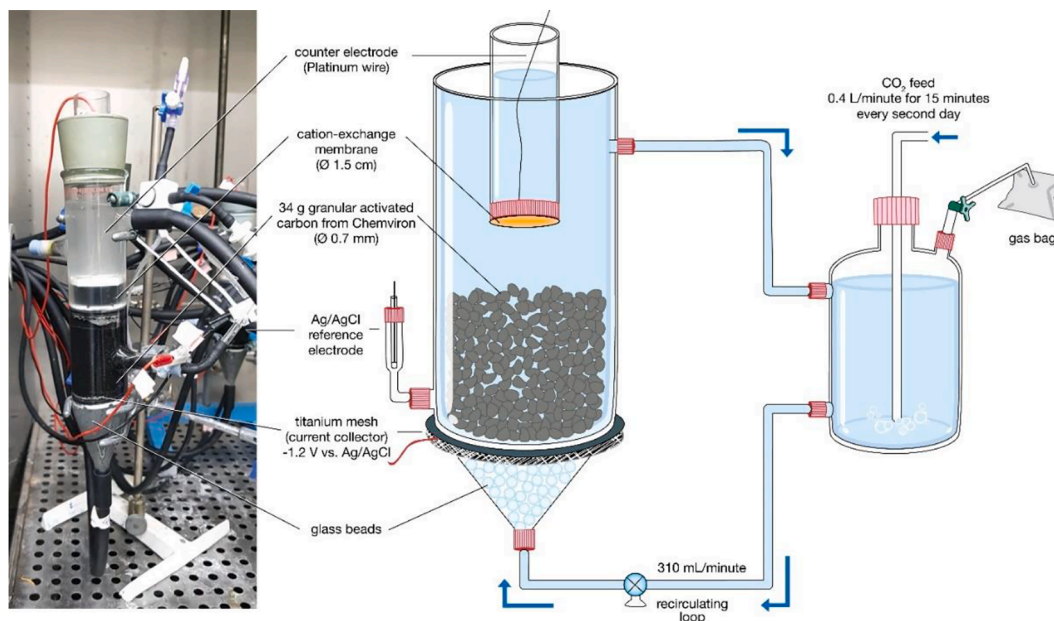 counter electrode
(Platinum wire)
cation-exchange
membrane
(Ø 1.5 cm)
34 g granular activated
carbon from Chemviron
(Ø 0.7 mm)
Ag/AgCl
reference
electrode
titanium mesh
(current collector)
-1.2 V vs. Ag/AgCl
glass beads
CO₂ feed
0.4 L/minute for 15 minutes
every second day
gas bag
310 mL/minute
recirculating
loop